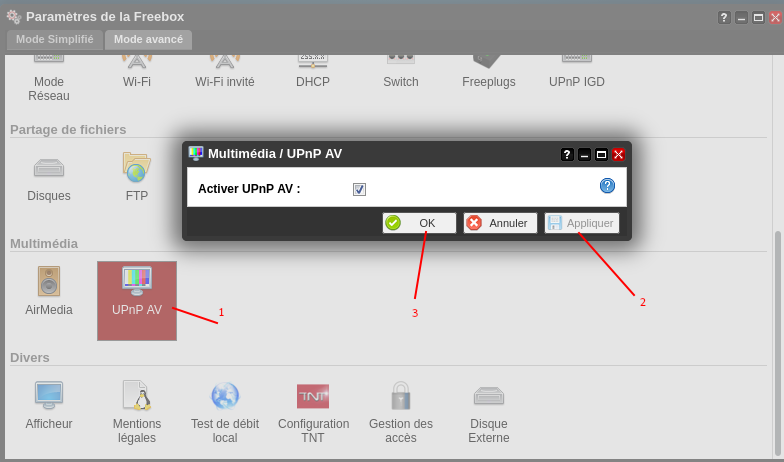 Paramètres de la Freebox
Mode Simplifié Mode avancé
Mode Réseau
Wi-Fi
Wi-Fi invité
DHCP
Switch
Freeplugs
UPnP IGD
Partage de fichiers
Disques
FTP
Multimédia / UPnP AV
Activer UPnP AV :
OK Annuler Appliquer
Multimédia
AirMedia
UPnP AV
1
3
2
Divers
Afficheur
Mentions légales
Test de débit local
TNT
Configuration TNT
Gestion des accès
Disque Externe